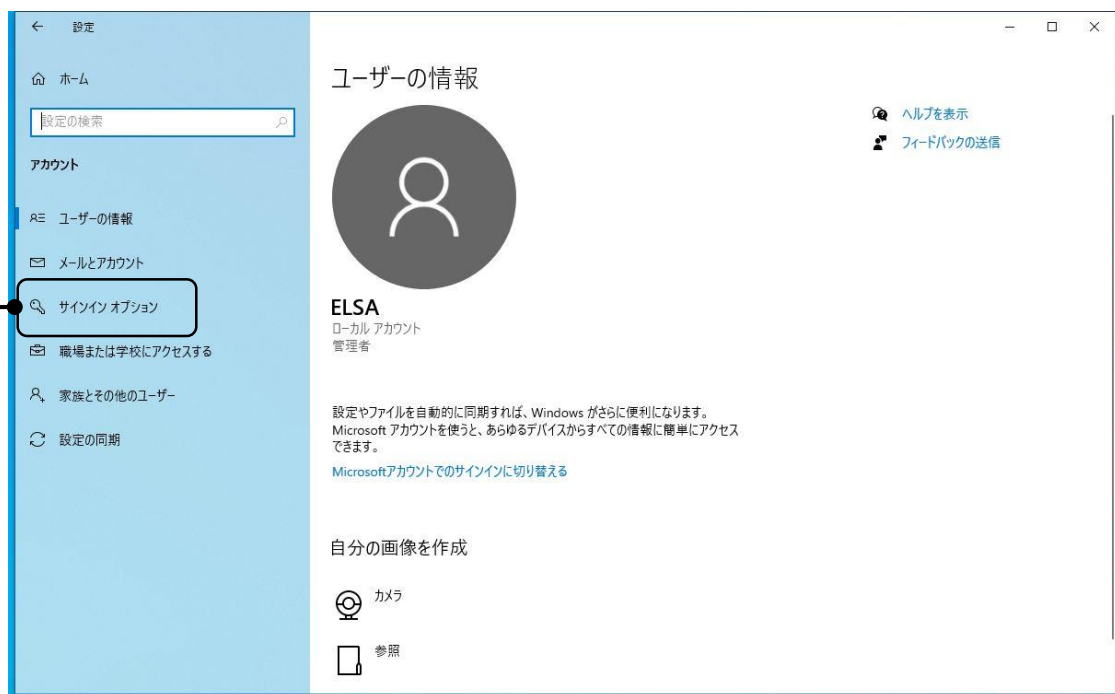 設定
ホーム
設定の検索
アカウント
ユーザーの情報
メールとアカウント
サインイン オプション
職場または学校にアクセスする
家族とその他のユーザー
設定の同期
ユーザーの情報
ELSA
ローカル アカウント
管理者
設定やファイルを自動的に同期すれば、Windows がさらに便利になります。
Microsoft アカウントを使うと、あらゆるデバイスからすべての情報に簡単にアクセス
できます。
Microsoftアカウントでのサインインに切り替える
自分の画像を作成
カメラ
参照
ヘルプを表示
フィードバックの送信